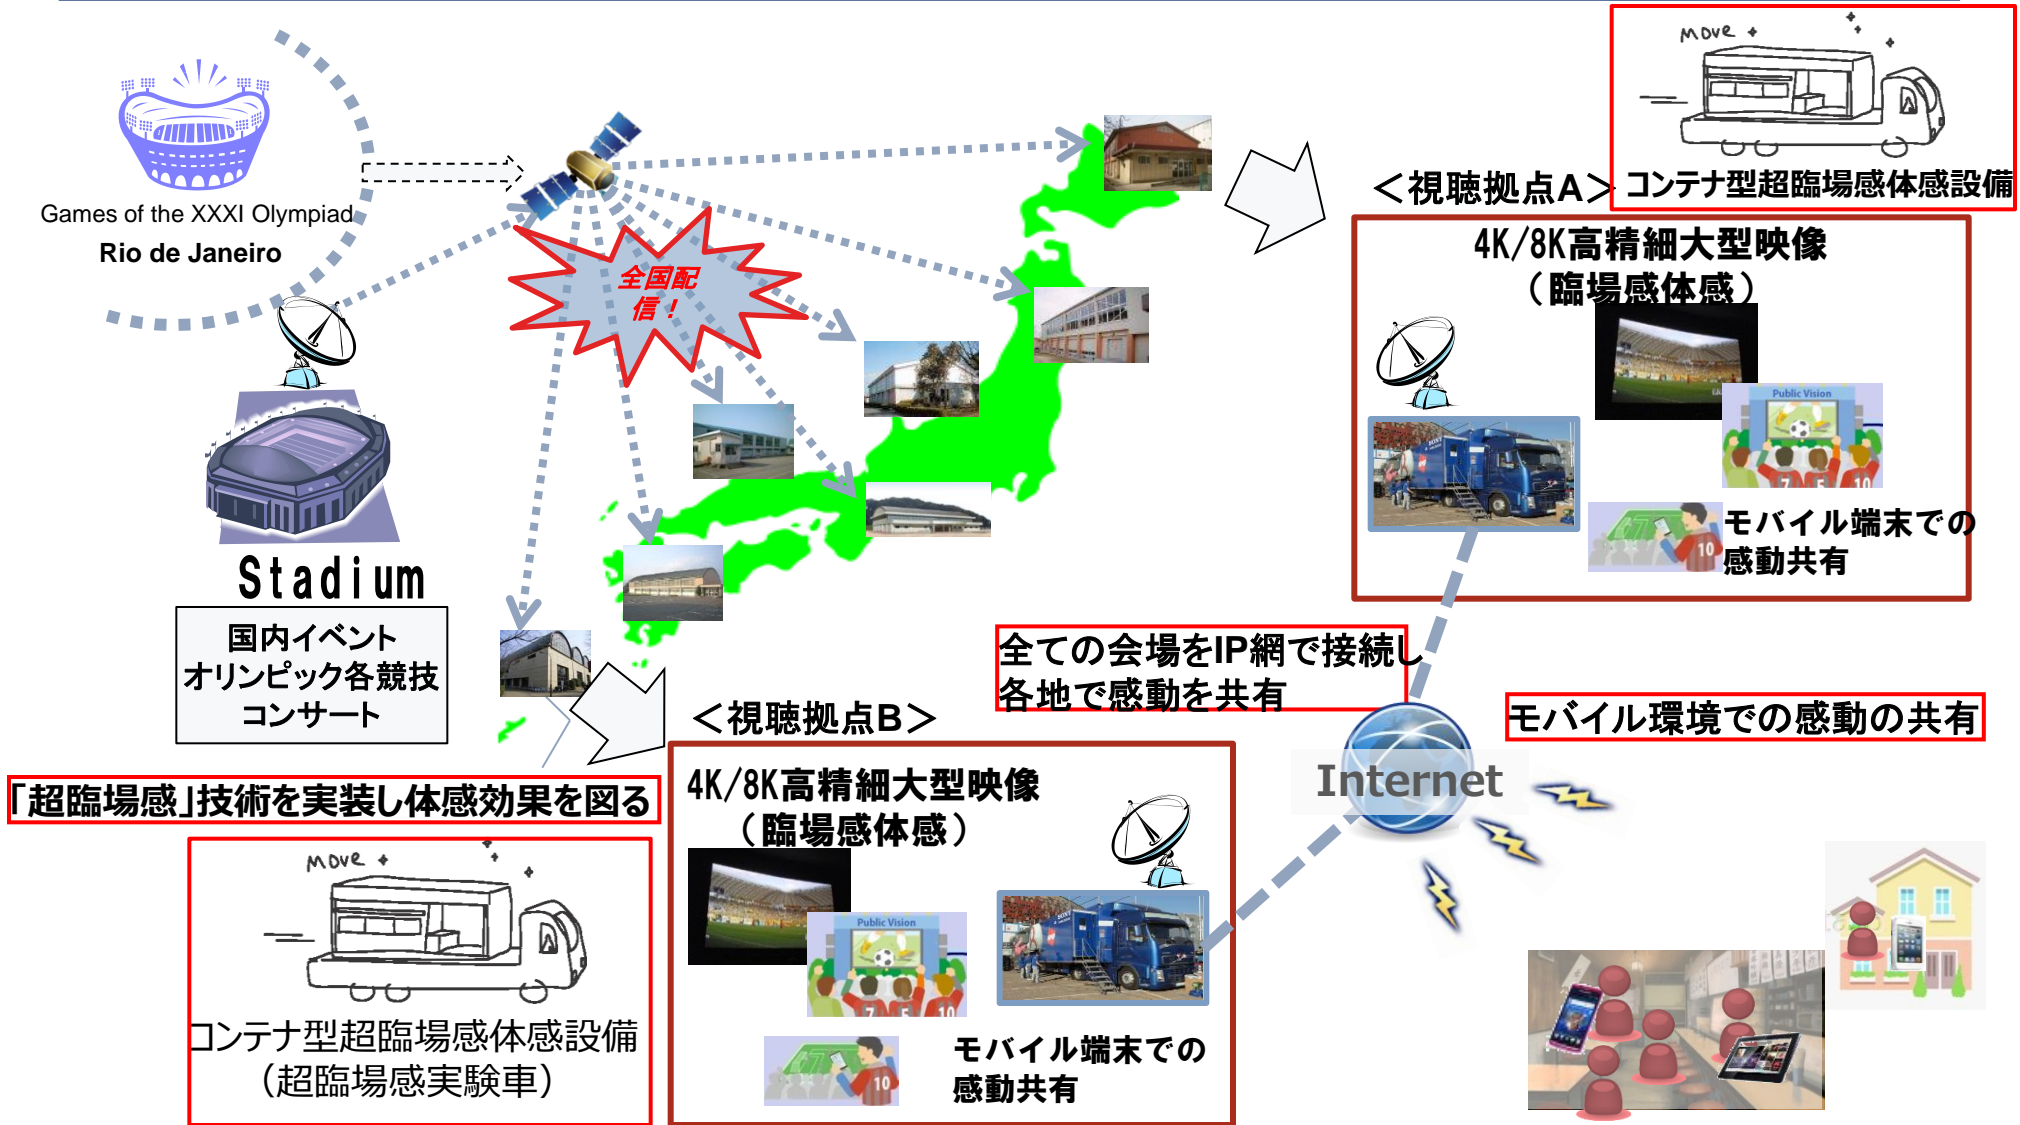 MOVE
コンテナ型超臨場感体感設備
Games of the XXXI Olympiad
Rio de Janeiro
全国配
信！
Stadium
国内イベント
オリンピック各競技
コンサート
＜視聴拠点A＞
4K/8K高精細大型映像
（臨場感体感）
Public Vision
7 5 10
10
モバイル端末での
感動共有
全ての会場をIP網で接続し
各地で感動を共有
Internet
モバイル環境での感動の共有
＜視聴拠点B＞
4K/8K高精細大型映像
（臨場感体感）
Public Vision
7 5 10
10
モバイル端末での
感動共有
「超臨場感」技術を実装し体感効果を図る
MOVE
コンテナ型超臨場感体感設備
（超臨場感実験車）